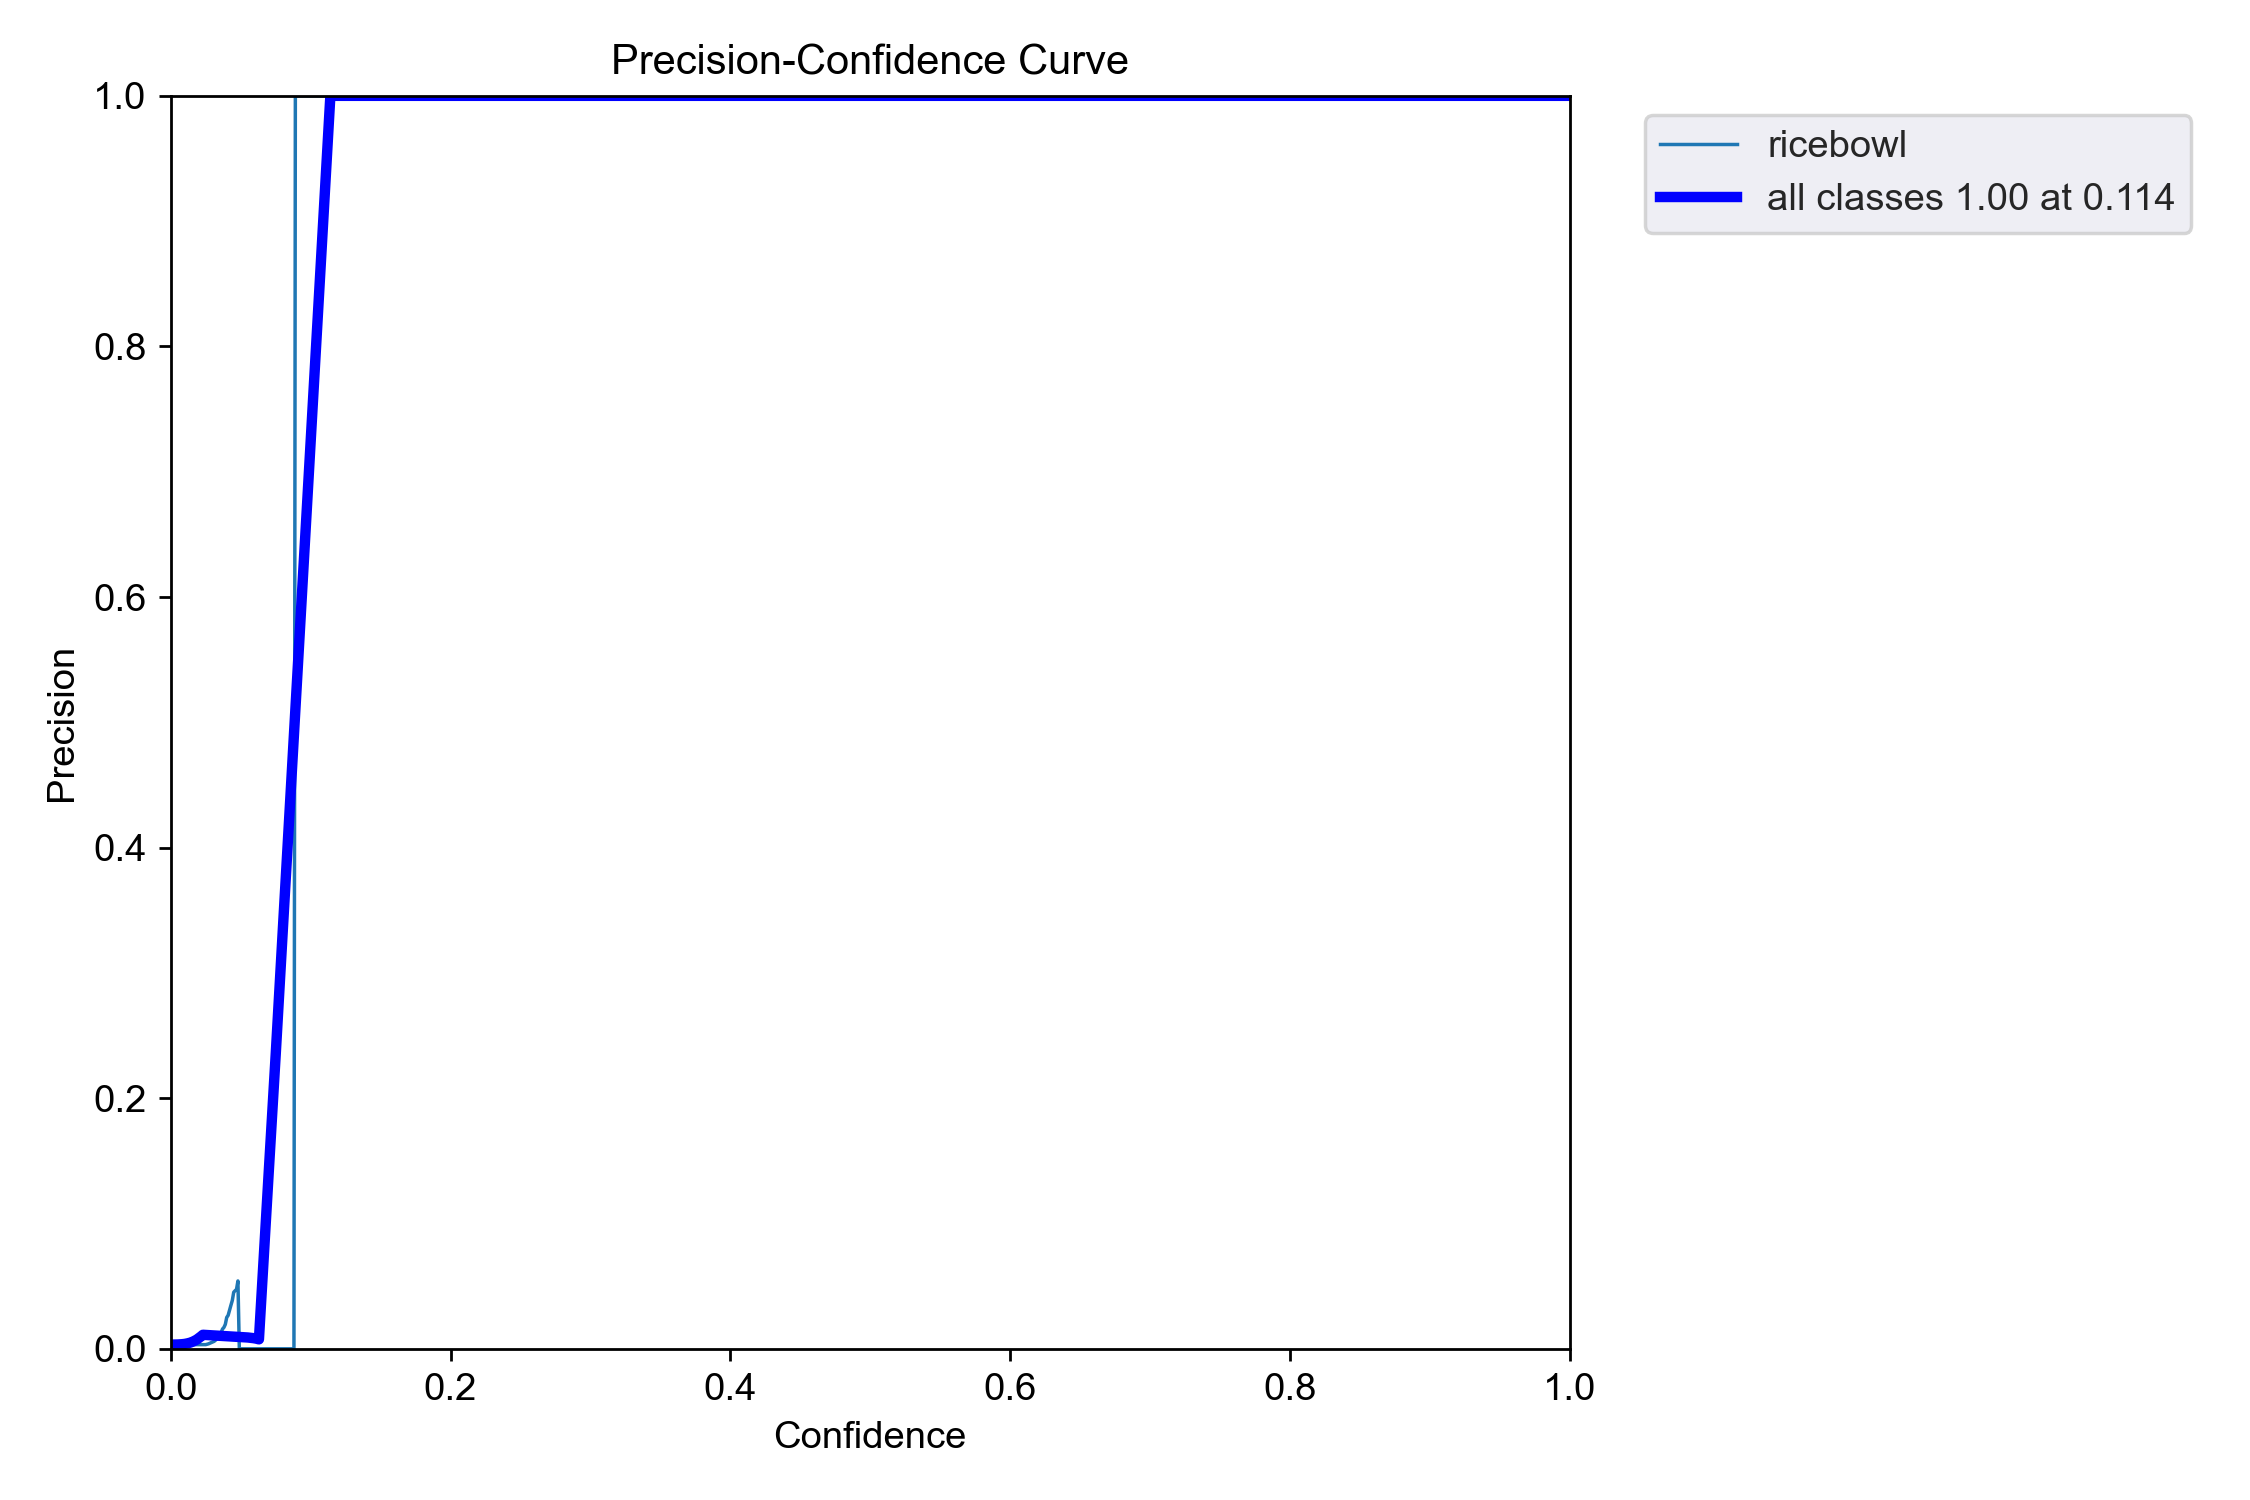 Precision-Confidence Curve
1.0
0.8
0.6
0.4
0.2
0.0
Precision
0.0 0.2 0.4 0.6 0.8 1.0
Confidence
ricebowl
all classes 1.00 at 0.114